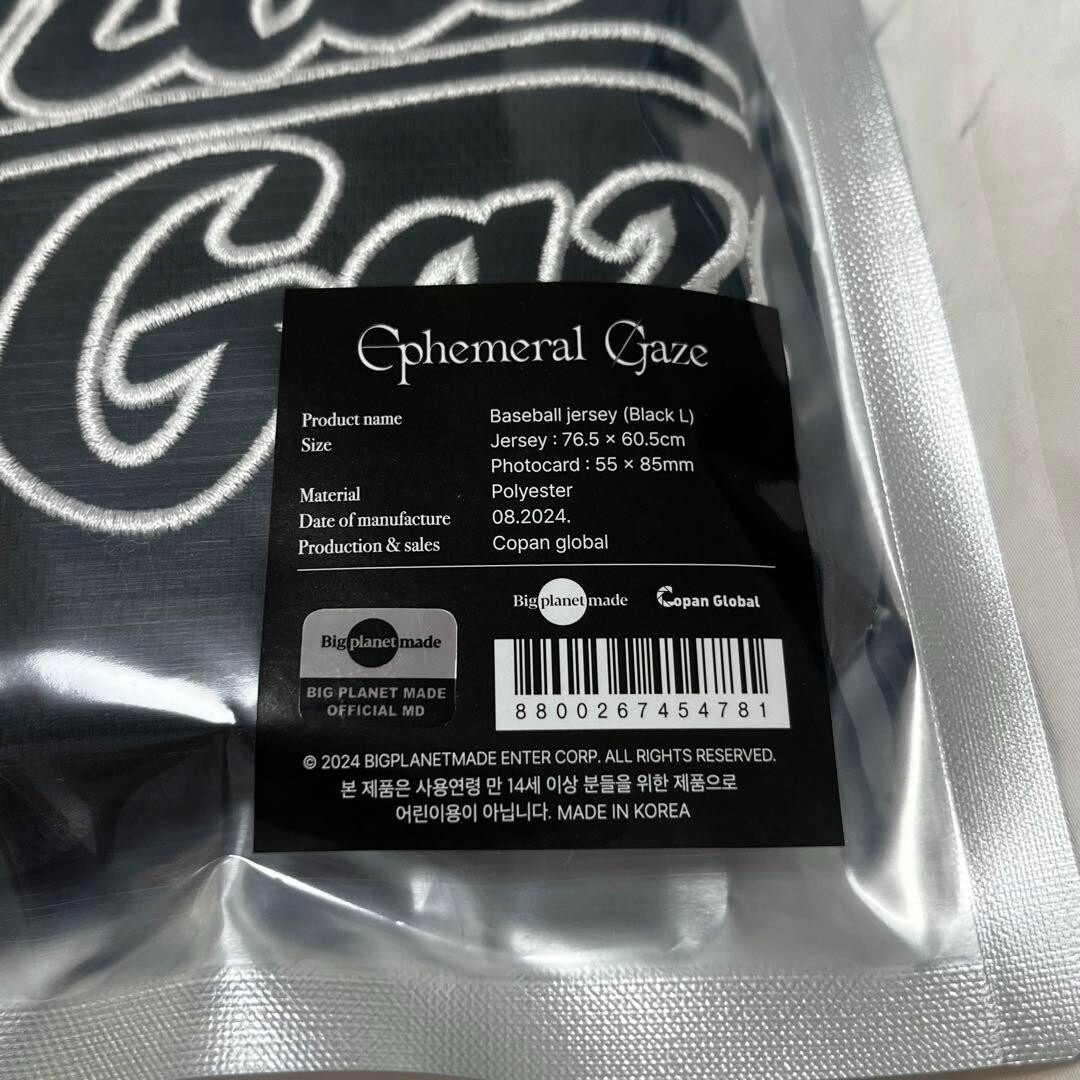 Ephemeral Gaze
Product name Baseball jersey (Black L)
Size Jersey : 76.5 × 60.5cm
Photocard : 55 × 85mm
Material Polyester
Date of manufacture 08.2024.
Production & sales Copan global
Big planet made Copan Global
Big planet made
BIG PLANET MADE
OFFICIAL MD
8800267454781
© 2024 BIGPLANETMADE ENTER CORP. ALL RIGHTS RESERVED.
본 제품은 사용연령 만 14세 이상 분들을 위한 제품으로
어린이용이 아닙니다. MADE IN KOREA